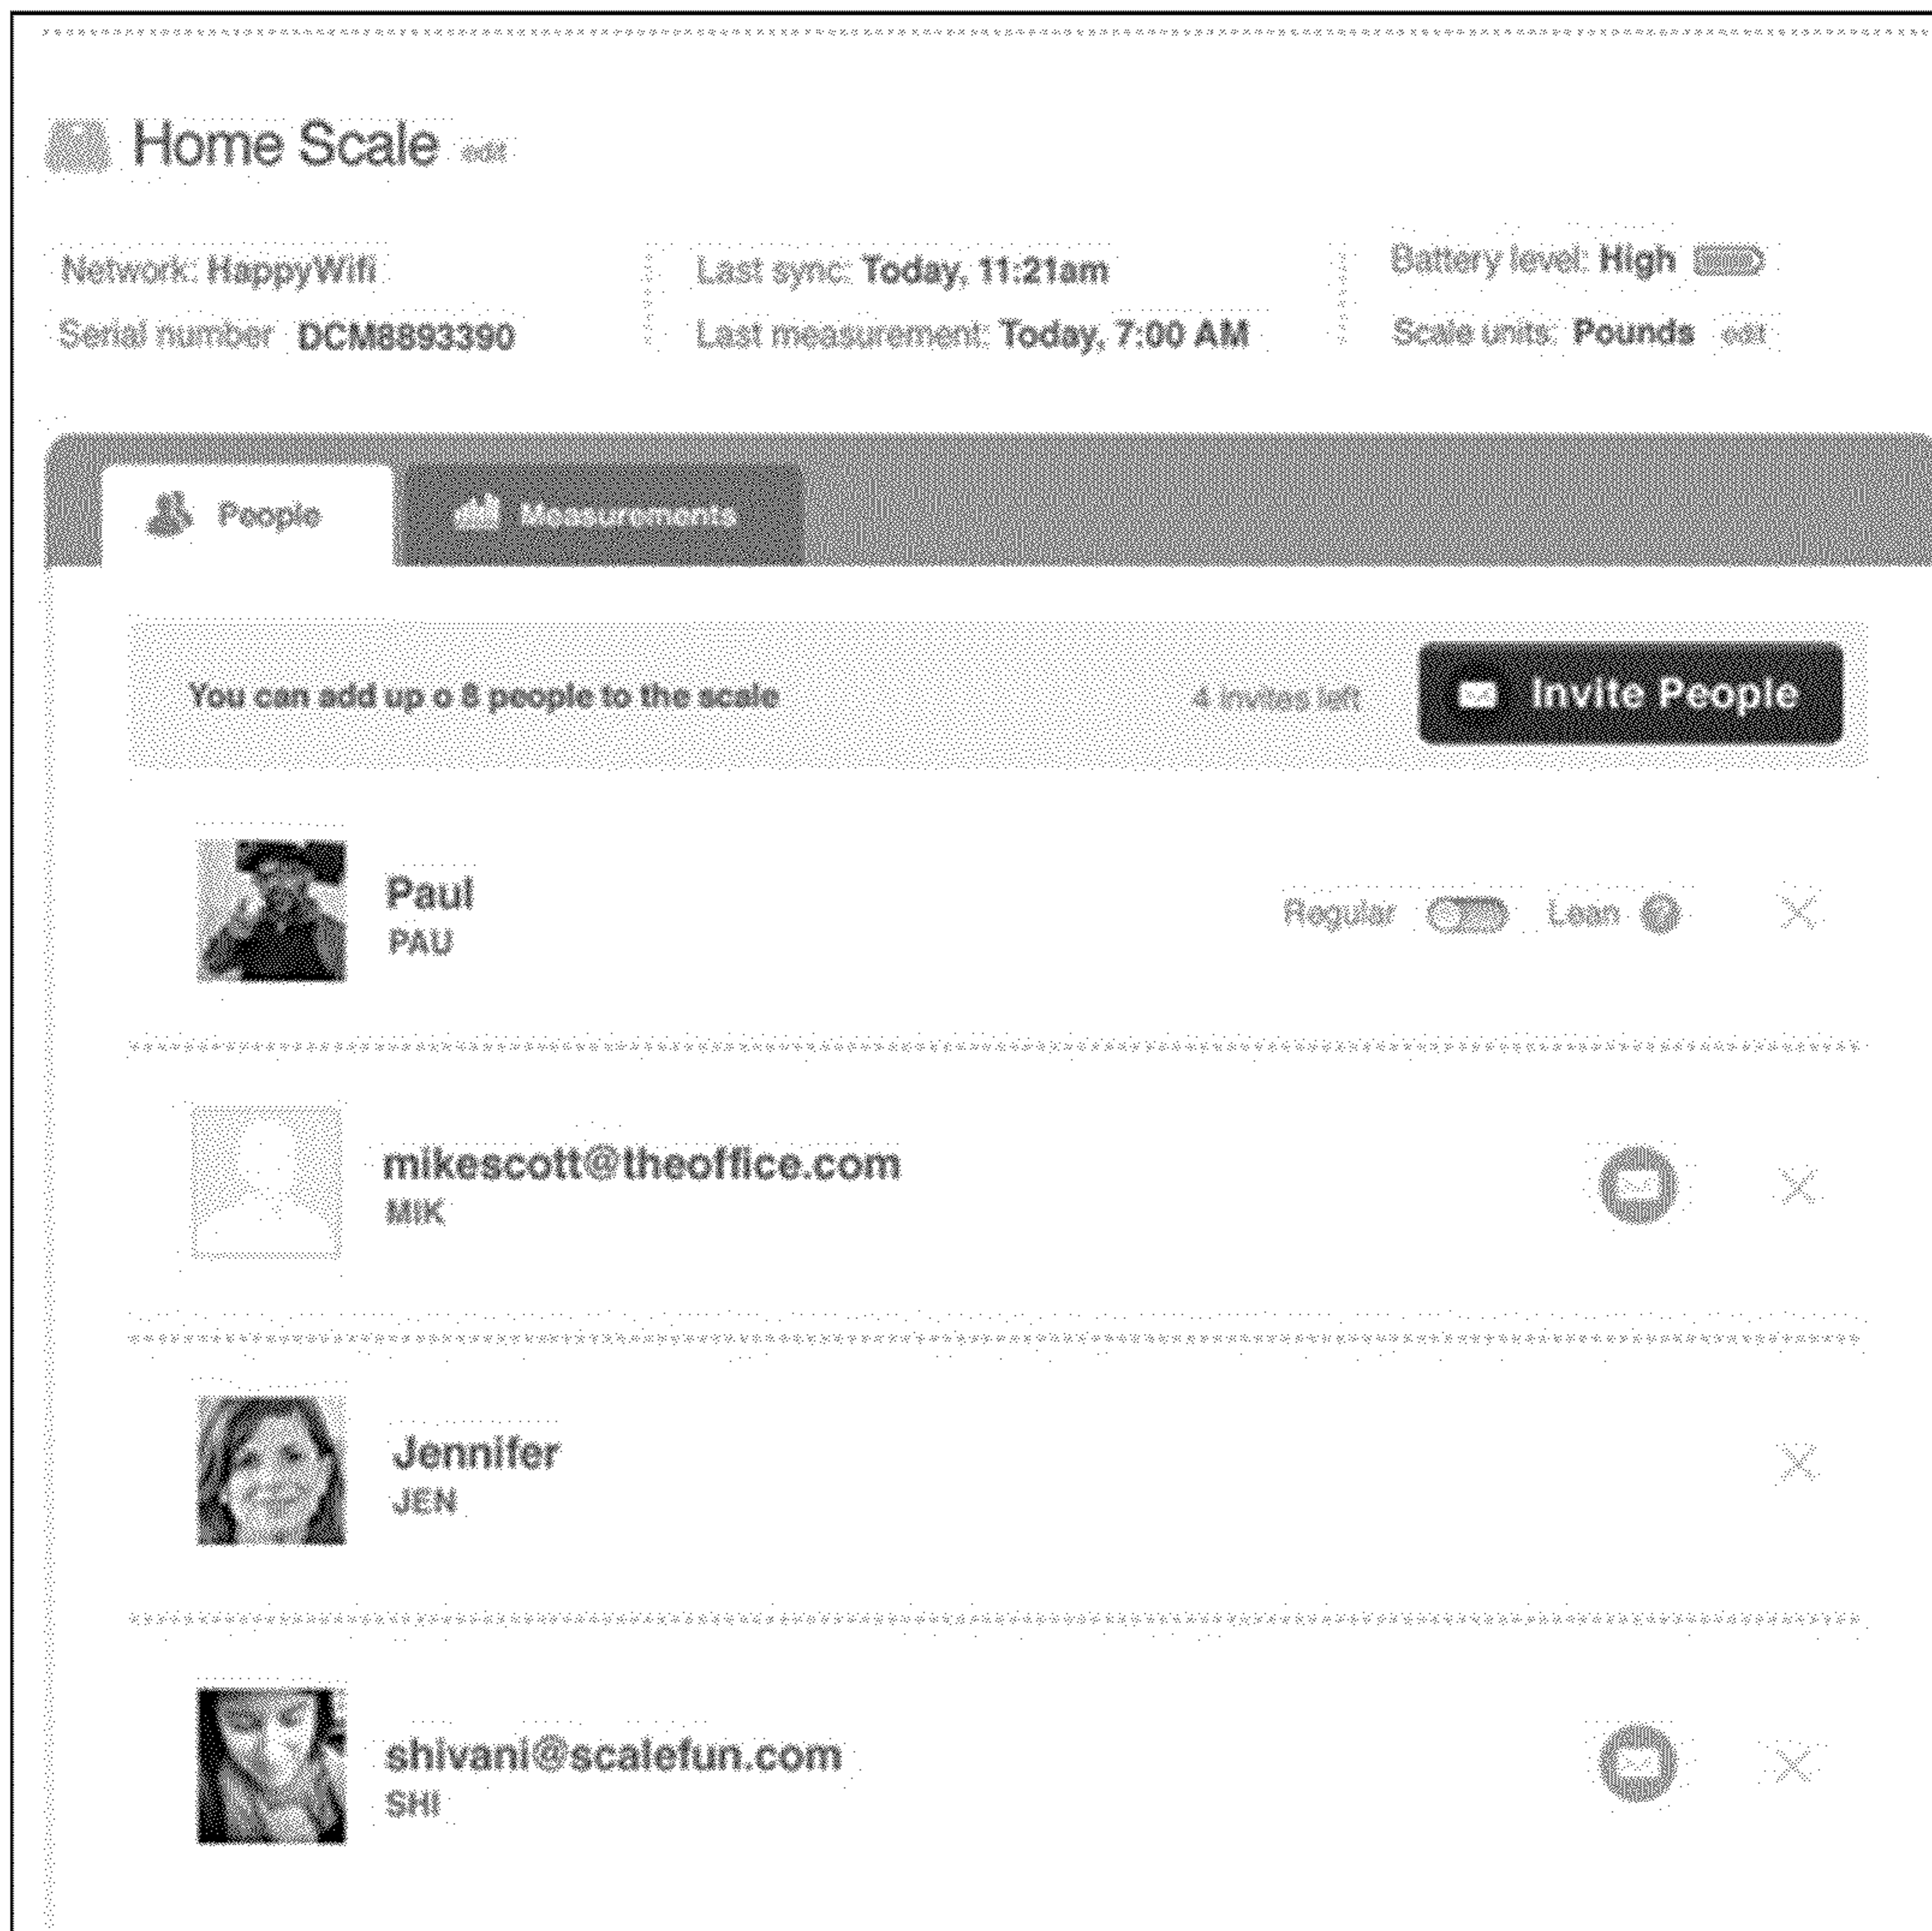 Home Scale edit
Network: HappyWifi
Serial number DCM8893390
Last sync: Today, 11:21am
Last measurement: Today, 7:00 AM
Battery level: High
Scale units: Pounds edit
People
Measurements
You can add up o 8 people to the scale
4 invites left
Invite People
Paul
PAU
Regular
Lean ?
mikescott@theoffice.com
MIK
Jennifer
JEN
shivani@scalefun.com
SHI